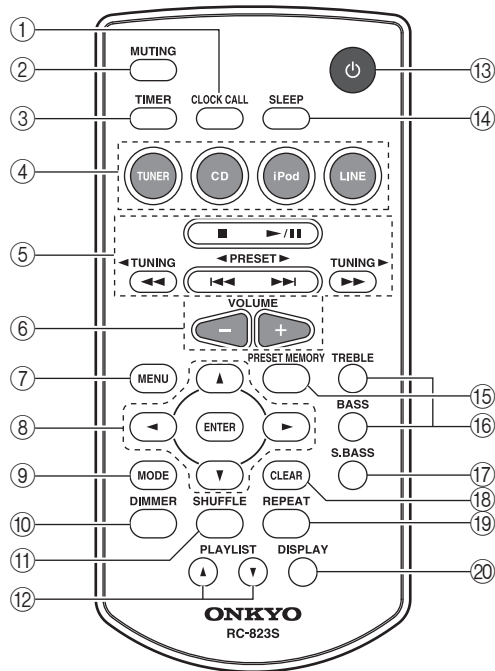 ①
MUTING
② ⑬
TIMER CLOCK CALL SLEEP
③ ⑭
④ TUNER CD iPod LINE
⑤ ◄TUNING ◄PRESET► TUNING►
⑥ VOLUME
− +
PRESET MEMORY TREBLE
⑦ MENU ⑮
BASS
⑧ ENTER ⑯
S.BASS
⑨ MODE CLEAR ⑰
⑱
DIMMER SHUFFLE REPEAT
⑩ ⑲
⑪
PLAYLIST DISPLAY
⑫ ⑳
ONKYO
RC-823S